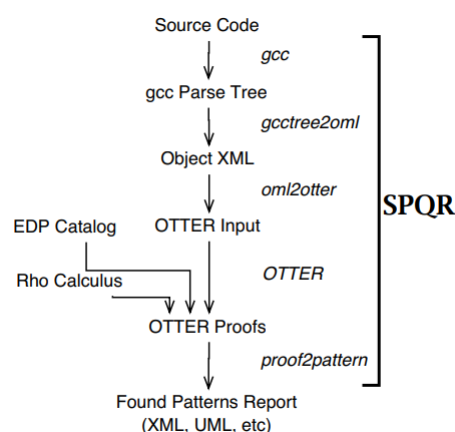 Source Code
gcc
gcc Parse Tree
gcctree2oml
Object XML
oml2otter
SPQR
EDP Catalog
OTTER Input
Rho Calculus
OTTER
OTTER Proofs
proof2pattern
Found Patterns Report
(XML, UML, etc)